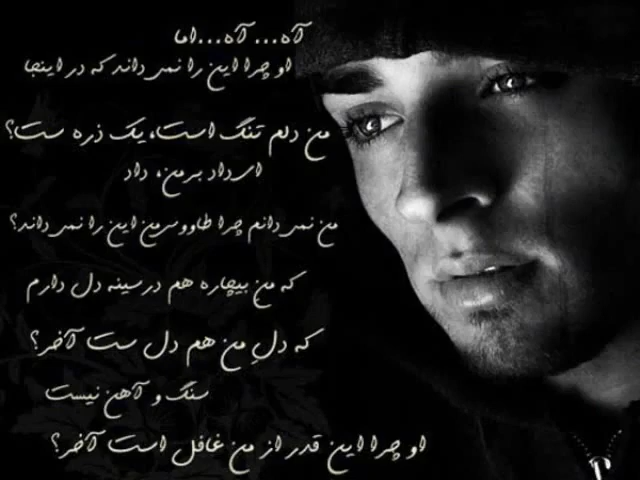 آه... آه...اما
او چرا این را نمی داند که در اینجا
من دلم تنگ است، یک ذره ست؟
ای داد بر من، داد
من نمی دانم چرا طاووس من این را نمی داند؟
که من بیچاره هم در سینه دل دارم
که دلِ من هم دل ست آخر؟
سنگ و آهن نیست
او چرا این قدر از من غافل است آخر؟